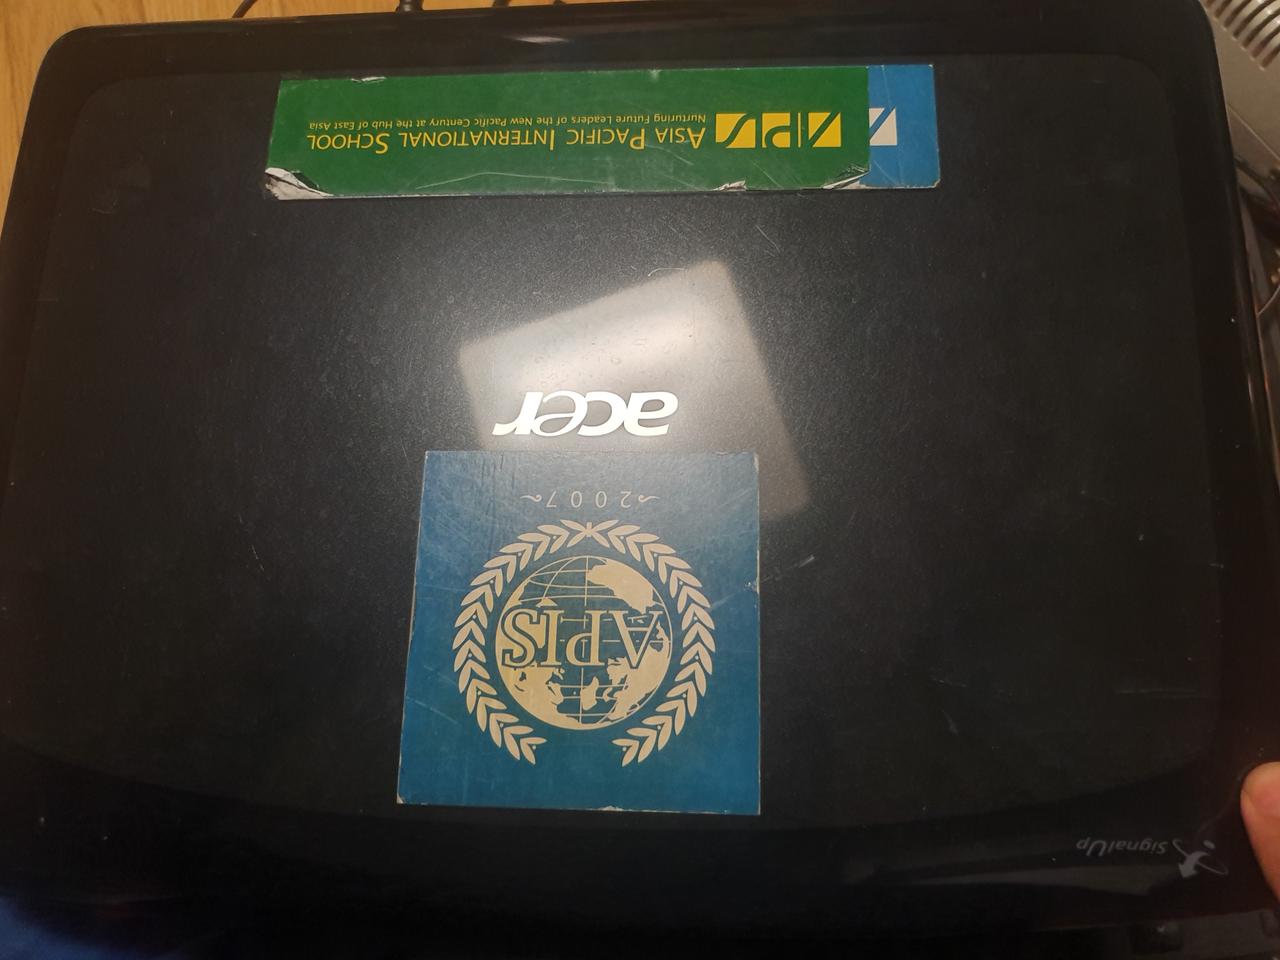 SignalUp
APIS
~2007~
acer
APIS ASIA PACIFIC INTERNATIONAL SCHOOL
Nurturing Future Leaders of the New Pacific Century at the Hub of East Asia